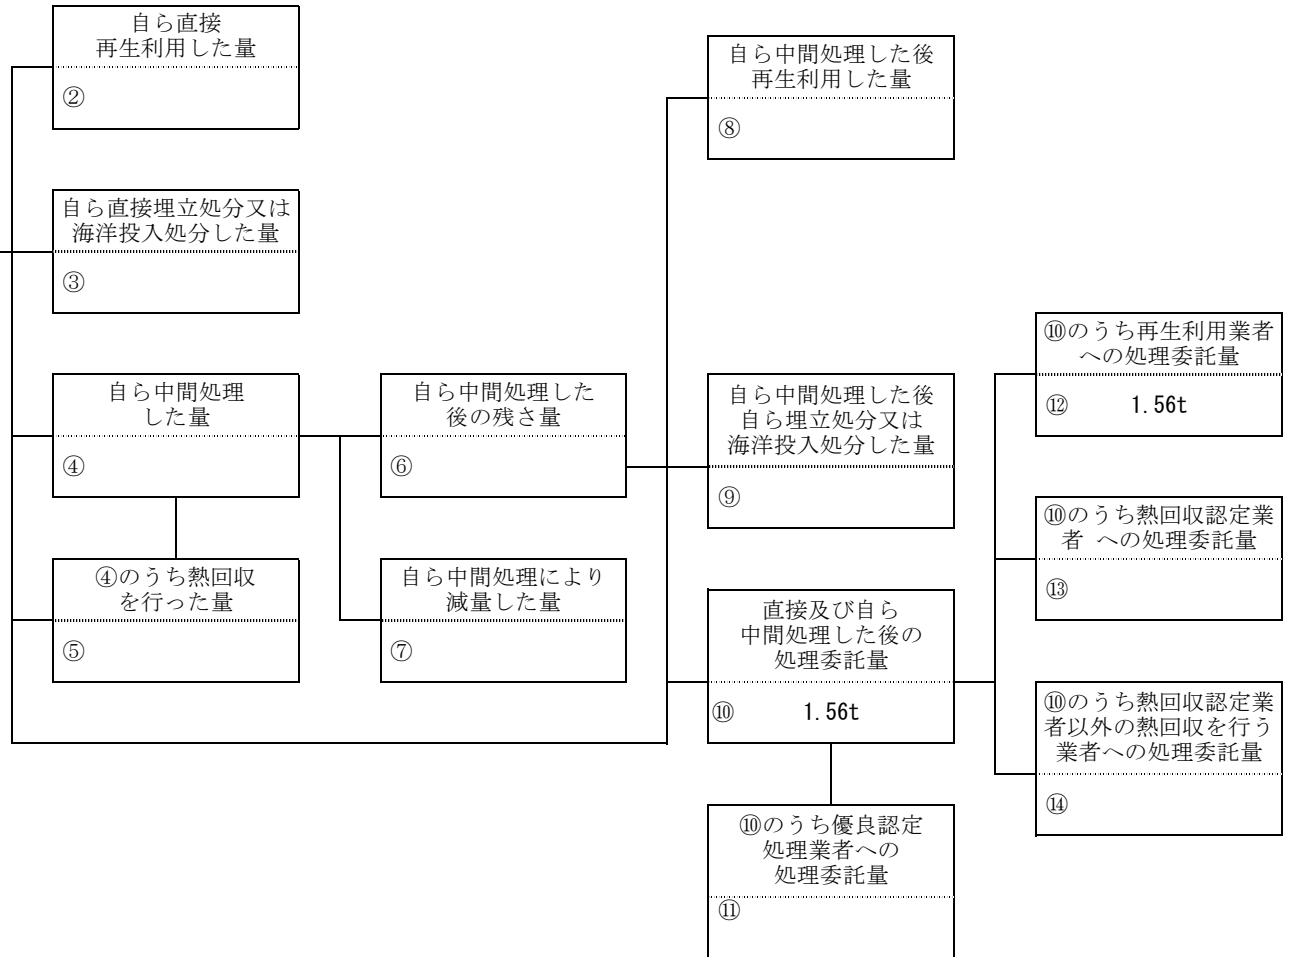 自ら直接
再生利用した量
②
自ら直接埋立処分又は
海洋投入処分した量
③
自ら中間処理
した量
④
④のうち熱回収
を行った量
⑤
自ら中間処理した
後の残さ量
⑥
自ら中間処理により
減量した量
⑦
自ら中間処理した後
再生利用した量
⑧
自ら中間処理した後
自ら埋立処分又は
海洋投入処分した量
⑨
直接及び自ら
中間処理した後の
処理委託量
⑩ 1.56t
⑩のうち優良認定
処理業者への
処理委託量
⑪
⑩のうち再生利用業者
への処理委託量
⑫ 1.56t
⑩のうち熱回収認定業
者 への処理委託量
⑬
⑩のうち熱回収認定業
者以外の熱回収を行う
業者への処理委託量
⑭